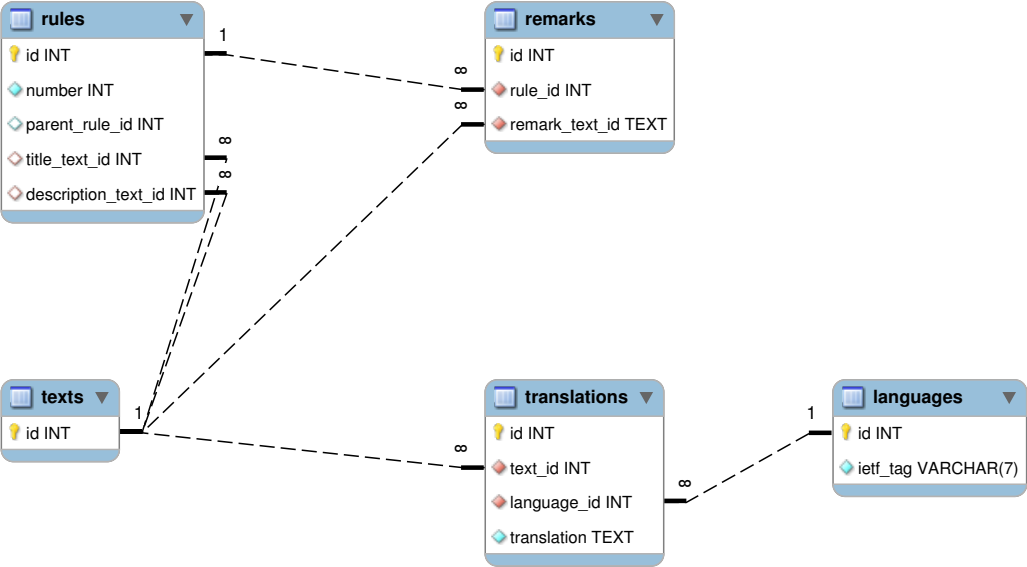 rules
id INT
number INT
parent_rule_id INT
title_text_id INT
description_text_id INT
1
∞
∞
remarks
id INT
rule_id INT
remark_text_id TEXT
∞
∞
texts
id INT
1
translations
id INT
text_id INT
language_id INT
translation TEXT
∞
∞
languages
id INT
ietf_tag VARCHAR(7)
1